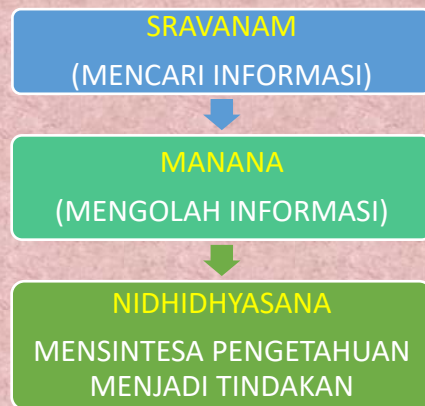 SRAVANAM
(MENCARI INFORMASI)
MANANA
(MENGOLAH INFORMASI)
NIDHIDHYASANA
MENSINTESA PENGETAHUAN
MENJADI TINDAKAN